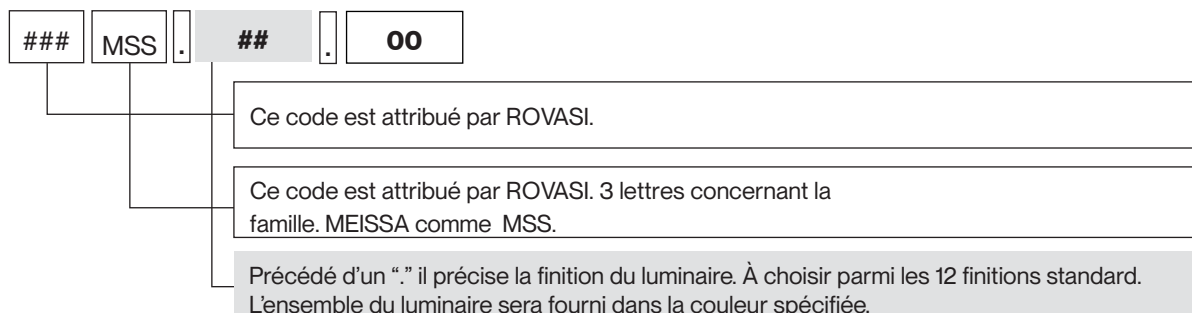 ### MSS . ## . 00
Ce code est attribué par ROVASI.
Ce code est attribué par ROVASI. 3 lettres concernant la
famille. MEISSA comme MSS.
Précédé d’un “.” il précise la finition du luminaire. À choisir parmi les 12 finitions standard.
L’ensemble du luminaire sera fourni dans la couleur spécifiée.